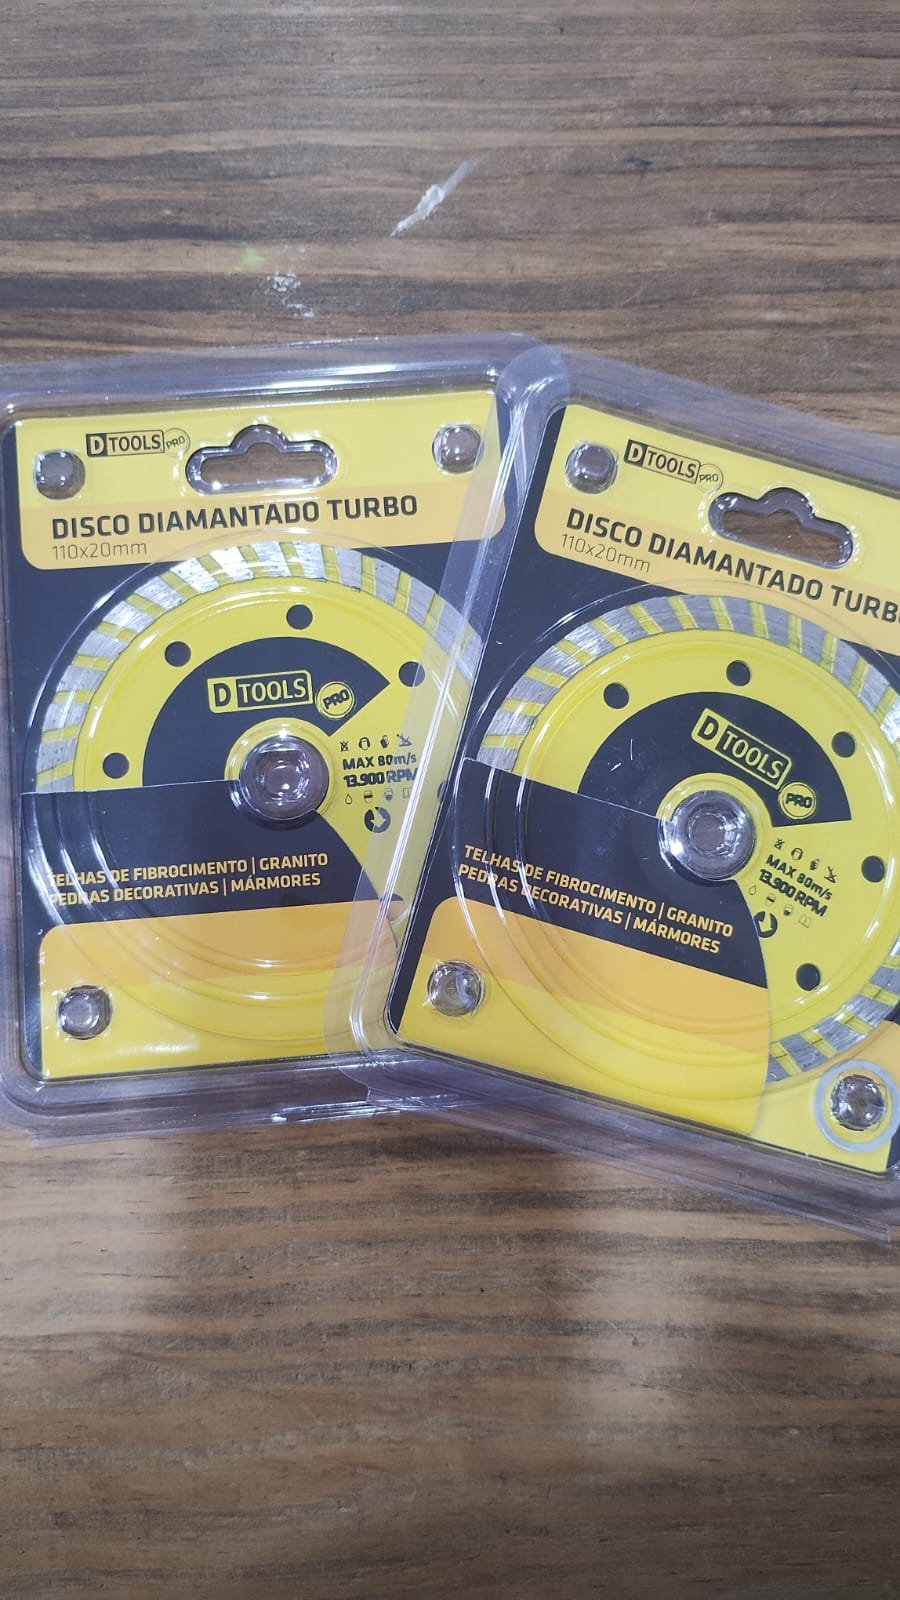 D TOOLS PRO
DISCO DIAMANTADO TURBO
110x20mm
D TOOLS PRO
MAX 80m/s
13.900 RPM
TELHAS DE FIBROCIMENTO | GRANITO
PEDRAS DECORATIVAS | MÁRMORES
D TOOLS PRO
DISCO DIAMANTADO TURBO
110x20mm
D TOOLS PRO
MAX 80m/s
13.900 RPM
TELHAS DE FIBROCIMENTO | GRANITO
PEDRAS DECORATIVAS | MÁRMORES